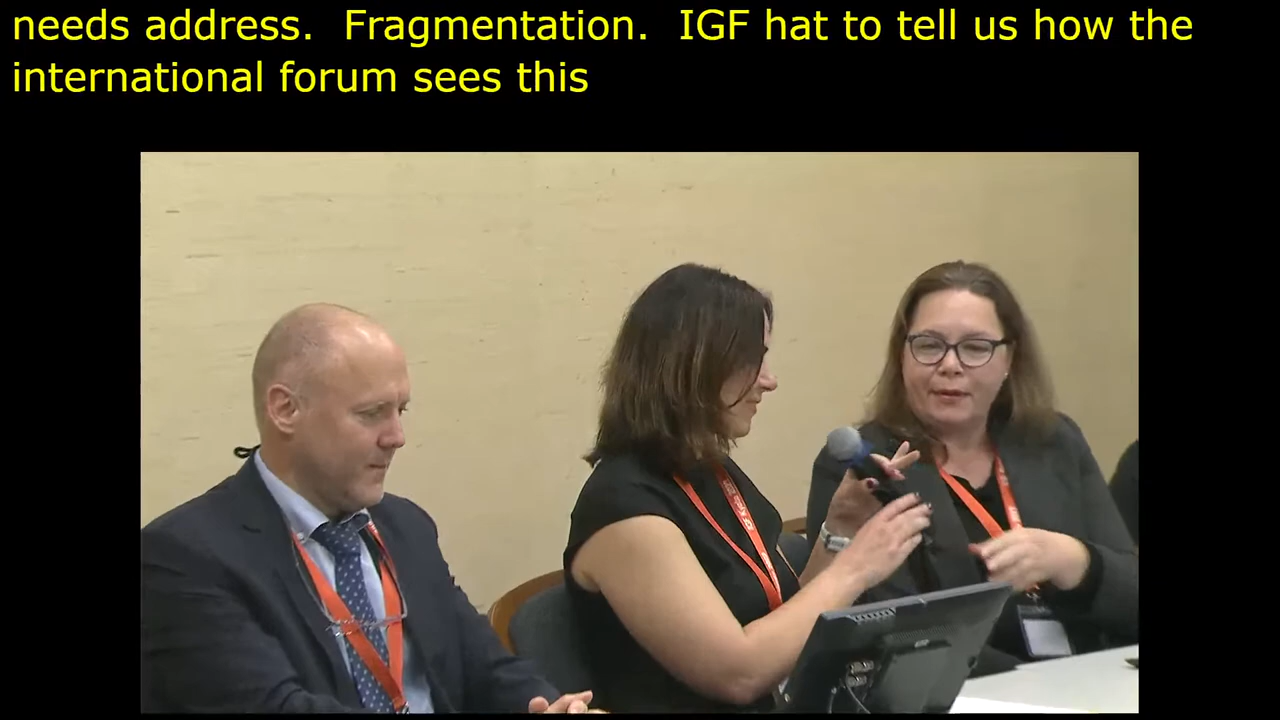 needs address.  Fragmentation.  IGF hat to tell us how the
international forum sees this